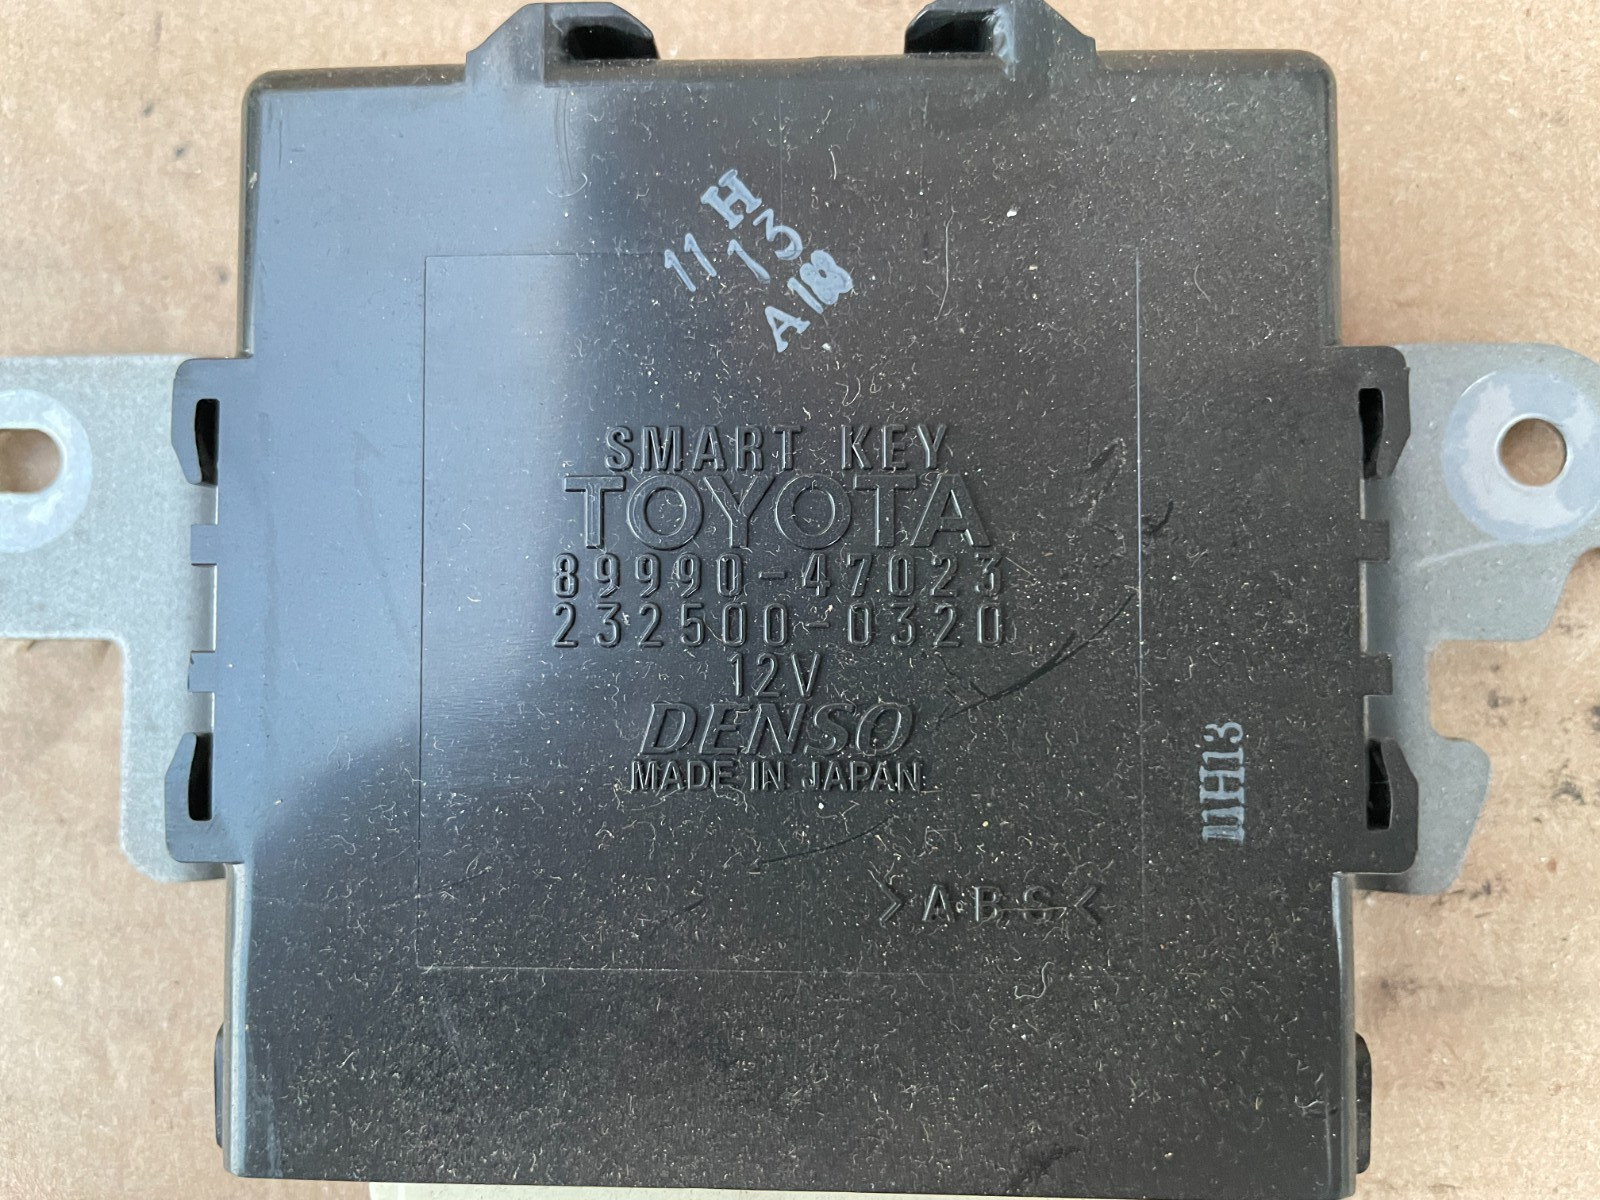 H
11 13
A188
SMART KEY
TOYOTA
89990-47023
232500-0320
12V
DENSO
MADE IN JAPAN
11H13
>ABS<